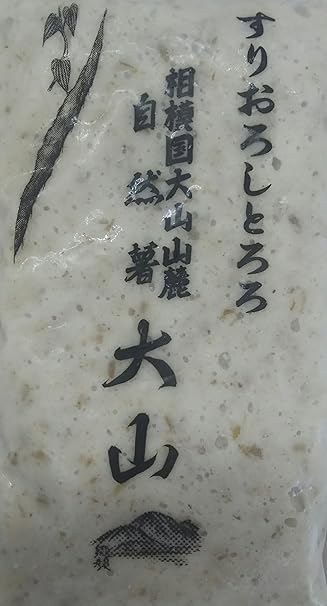 すりおろしとろろ
相模国大山山麓
自然薯
大山